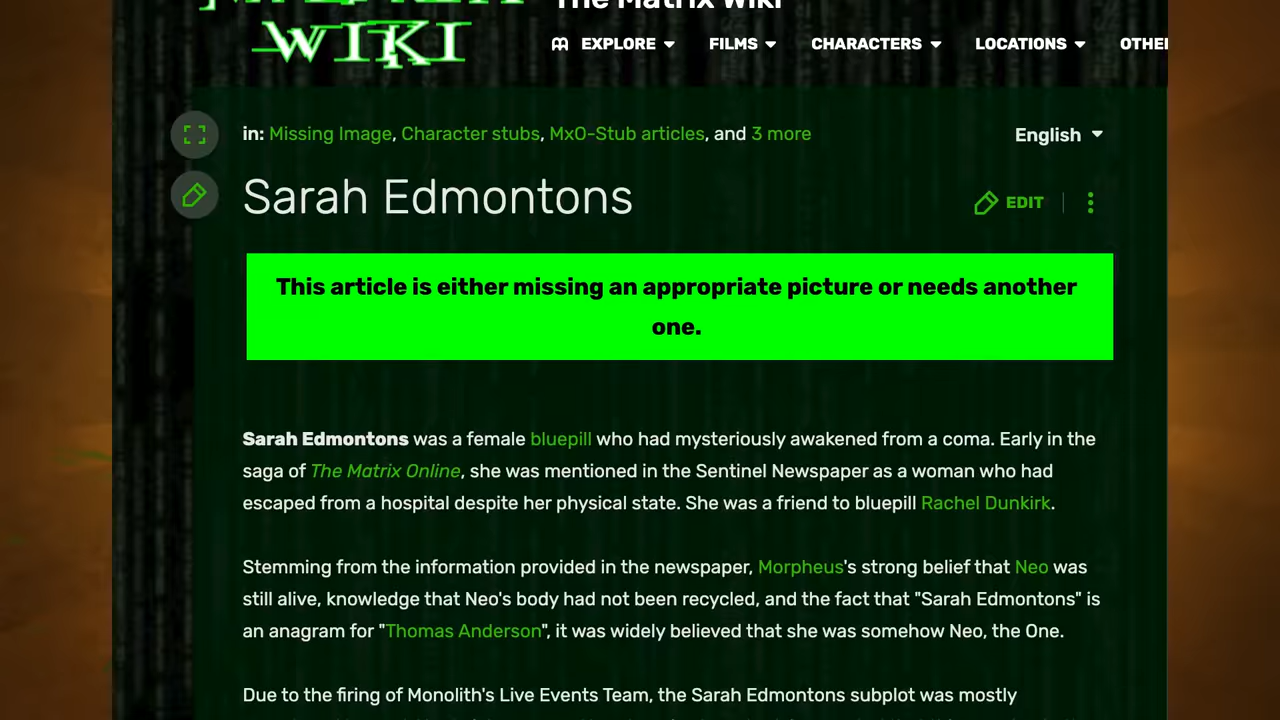 WIKI
The Matrix Wiki
EXPLORE FILMS CHARACTERS LOCATIONS
in: Missing Image, Character stubs, MxO-Stub articles, and 3 more
English
Sarah Edmontons
EDIT
This article is either missing an appropriate picture or needs another
one.
Sarah Edmontons was a female bluepill who had mysteriously awakened from a coma. Early in the
saga of The Matrix Online, she was mentioned in the Sentinel Newspaper as a woman who had
escaped from a hospital despite her physical state. She was a friend to bluepill Rachel Dunkirk.
Stemming from the information provided in the newspaper, Morpheus's strong belief that Neo was
still alive, knowledge that Neo's body had not been recycled, and the fact that "Sarah Edmontons" is
an anagram for "Thomas Anderson", it was widely believed that she was somehow Neo, the One.
Due to the firing of Monolith's Live Events Team, the Sarah Edmontons subplot was mostly